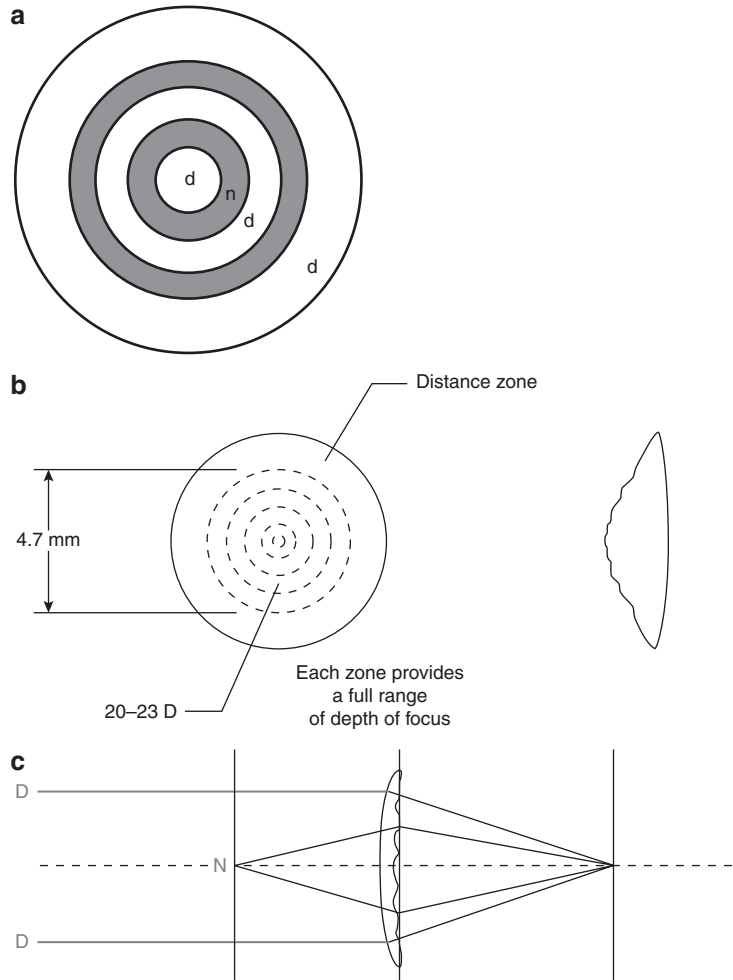 a
d
n
d
d
b
Distance zone
4.7 mm
20–23 D
Each zone provides
a full range
of depth of focus
c
D
N
D